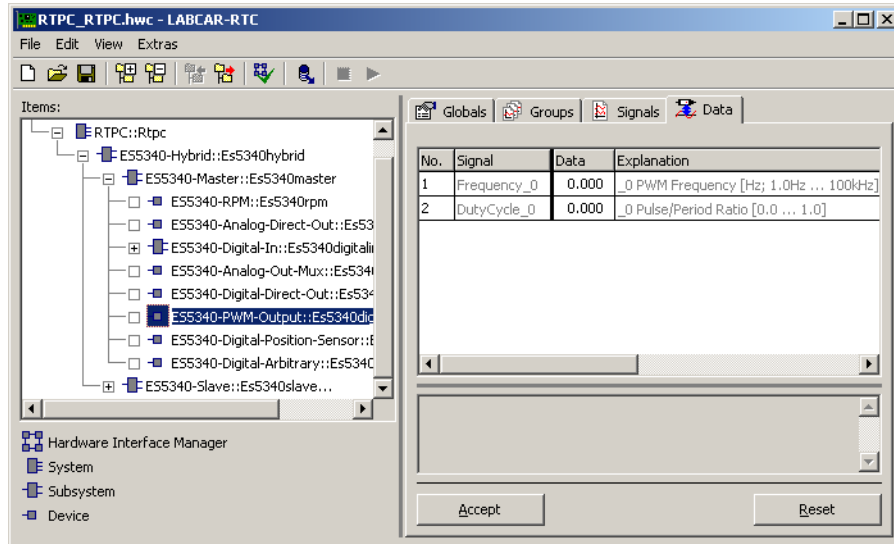 RTPC_RTPC.hwc - LABCAR-RTC
File Edit View Extras
Items:
RTPC::Rtpc
ES5340-Hybrid::Es5340hybrid
ES5340-Master::Es5340master
ES5340-RPM::Es5340rpm
ES5340-Analog-Direct-Out::Es53
ES5340-Digital-In::Es5340digitali
ES5340-Analog-Out-Mux::Es534
ES5340-Digital-Direct-Out::Es534
ES5340-PWM-Output::Es5340dig
ES5340-Digital-Position-Sensor::E
ES5340-Digital-Arbitrary::Es5340
ES5340-Slave::Es5340slave...
Hardware Interface Manager
System
Subsystem
Device
Globals Groups Signals Data
No. Signal Data Explanation
1 Frequency_0 0.000 _0 PWM Frequency [Hz; 1.0Hz ... 100kHz]
2 DutyCycle_0 0.000 _0 Pulse/Period Ratio [0.0 ... 1.0]
Accept Reset